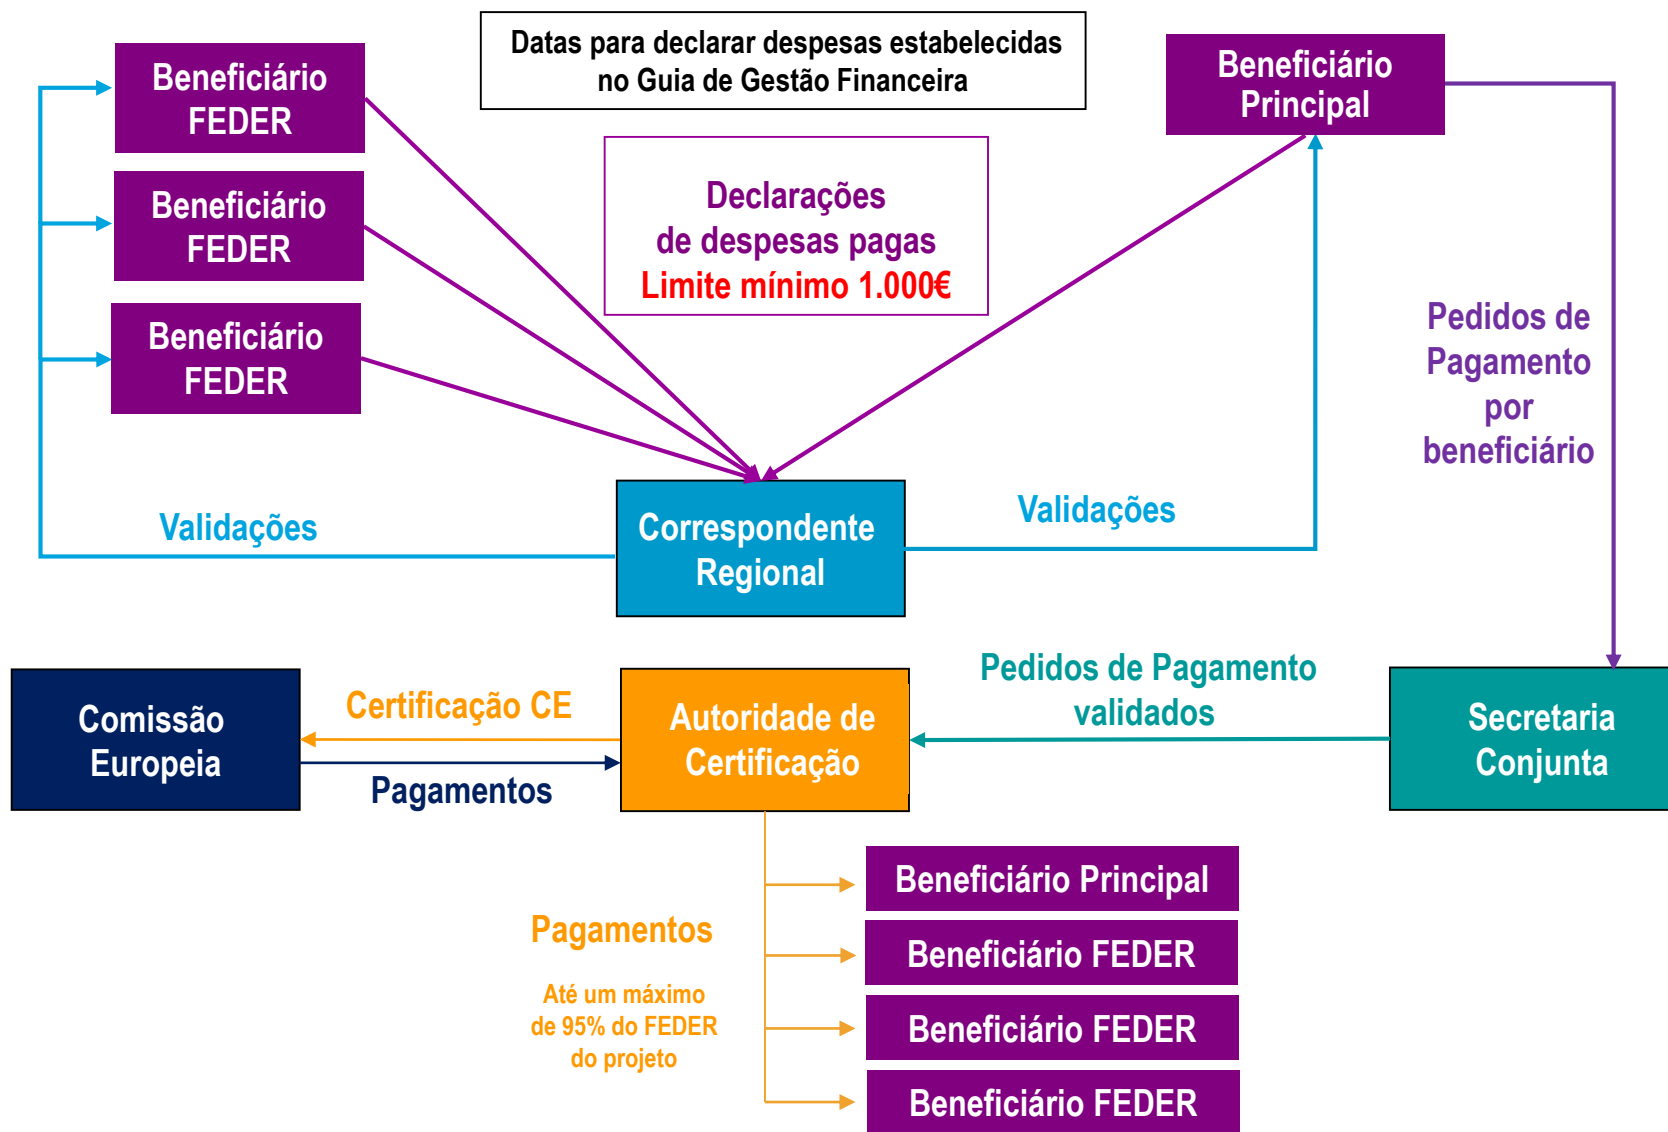 Datas para declarar despesas estabelecidas
no Guia de Gestão Financeira
Beneficiário
FEDER
Beneficiário
FEDER
Beneficiário
FEDER
Declarações
de despesas pagas
Limite mínimo 1.000€
Beneficiário
Principal
Pedidos de
Pagamento
por
beneficiário
Validações
Correspondente
Regional
Validações
Comissão
Europeia
Certificação CE
Pagamentos
Autoridade de
Certificação
Pedidos de Pagamento
validados
Secretaria
Conjunta
Pagamentos
Até um máximo
de 95% do FEDER
do projeto
Beneficiário Principal
Beneficiário FEDER
Beneficiário FEDER
Beneficiário FEDER